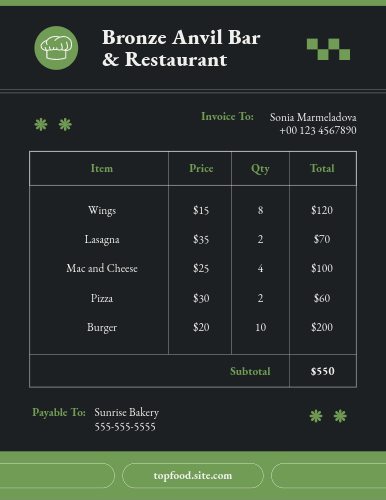 Bronze Anvil Bar
& Restaurant
Invoice To: Sonia Marmeladova
+00 123 4567890
Item Price Qty Total
Wings $15 8 $120
Lasagna $35 2 $70
Mac and Cheese $25 4 $100
Pizza $30 2 $60
Burger $20 10 $200
Subtotal $550
Payable To: Sunrise Bakery
555-555-5555
topfood.site.com